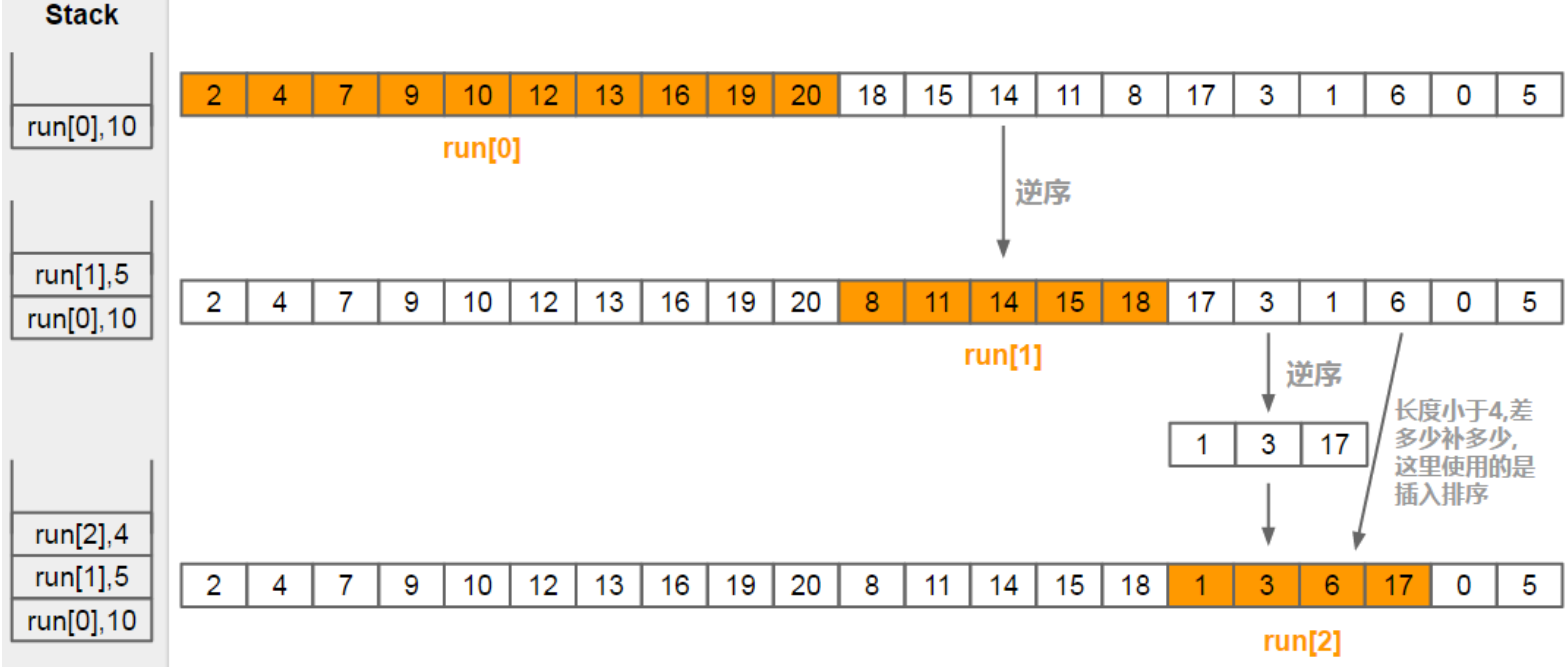 Stack
2 4 7 9 10 12 13 16 19 20 18 15 14 11 8 17 3 1 6 0 5
run[0],10
run[0]
逆序
run[1],5
run[0],10
2 4 7 9 10 12 13 16 19 20 8 11 14 15 18 17 3 1 6 0 5
run[1]
逆序
长度小于4,差
多少补多少,
这里使用的是
插入排序
1 3 17
run[2],4
run[1],5
run[0],10
2 4 7 9 10 12 13 16 19 20 8 11 14 15 18 1 3 6 17 0 5
run[2]